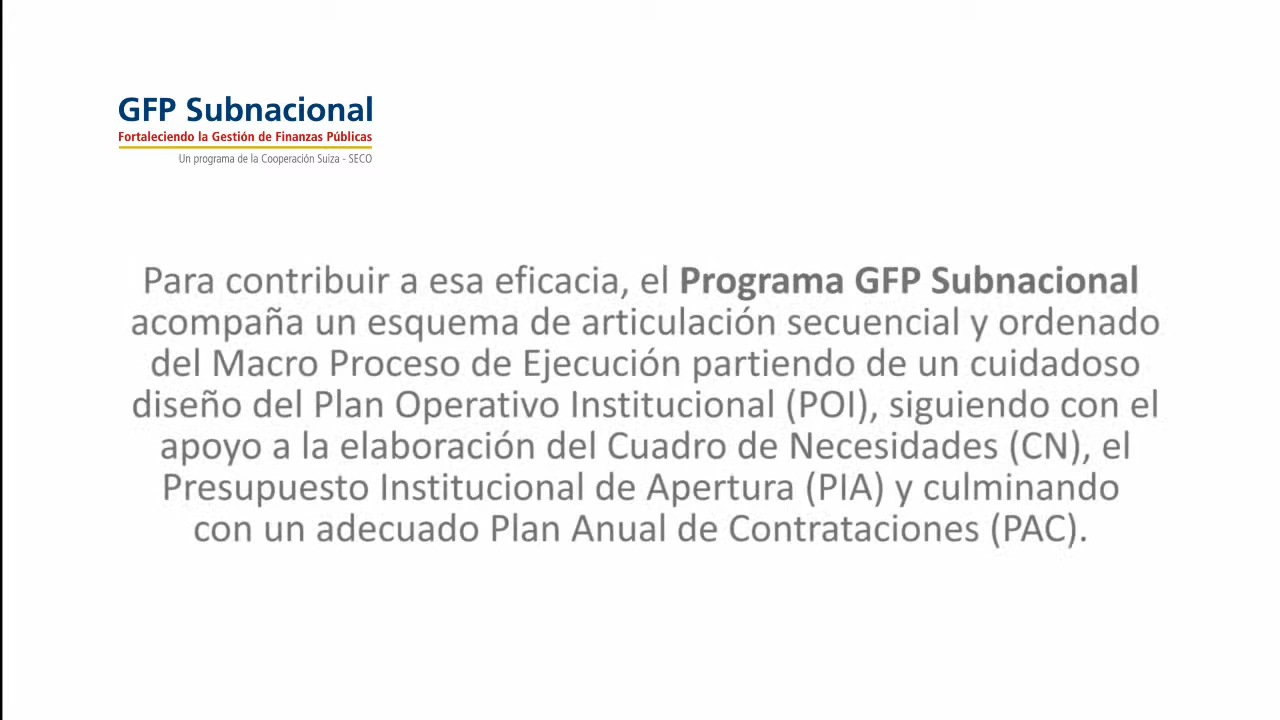 GFP Subnacional
Fortaleciendo la Gestión de Finanzas Públicas
Un programa de la Cooperación Suiza - SECO
Para contribuir a esa eficacia, el Programa GFP Subnacional
acompaña un esquema de articulación secuencial y ordenado
del Macro Proceso de Ejecución partiendo de un cuidadoso
diseño del Plan Operativo Institucional (POI), siguiendo con el
apoyo a la elaboración del Cuadro de Necesidades (CN), el
Presupuesto Institucional de Apertura (PIA) y culminando
con un adecuado Plan Anual de Contrataciones (PAC).